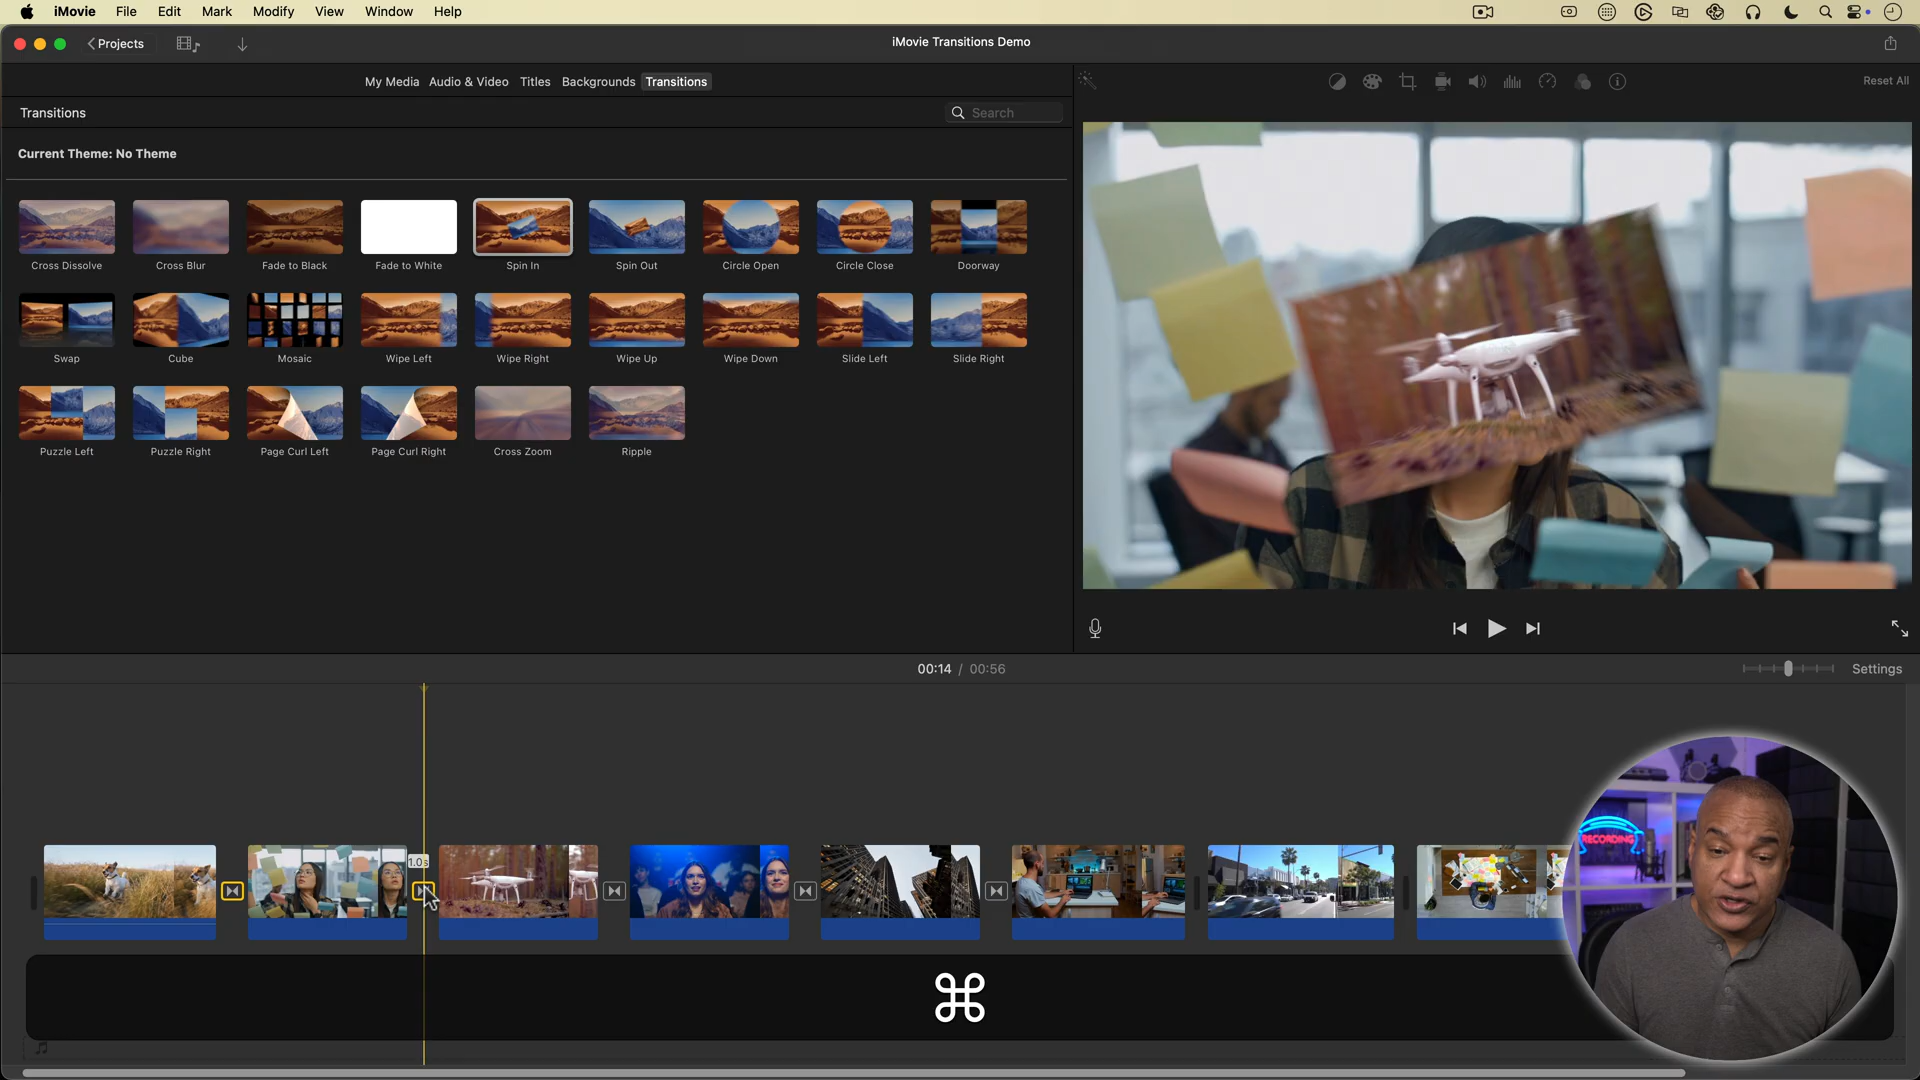 iMovie File Edit Mark Modify View Window Help
Projects
iMovie Transitions Demo
My Media Audio & Video Titles Backgrounds Transitions
Reset All
Transitions
Search
Current Theme: No Theme
Cross Dissolve Cross Blur Fade to Black Fade to White Spin In Spin Out Circle Open Circle Close Doorway
Swap Cube Mosaic Wipe Left Wipe Right Wipe Up Wipe Down Slide Left Slide Right
Puzzle Left Puzzle Right Page Curl Left Page Curl Right Cross Zoom Ripple
00:14 / 00:56
Settings
1.0s
RECORDING
⌘